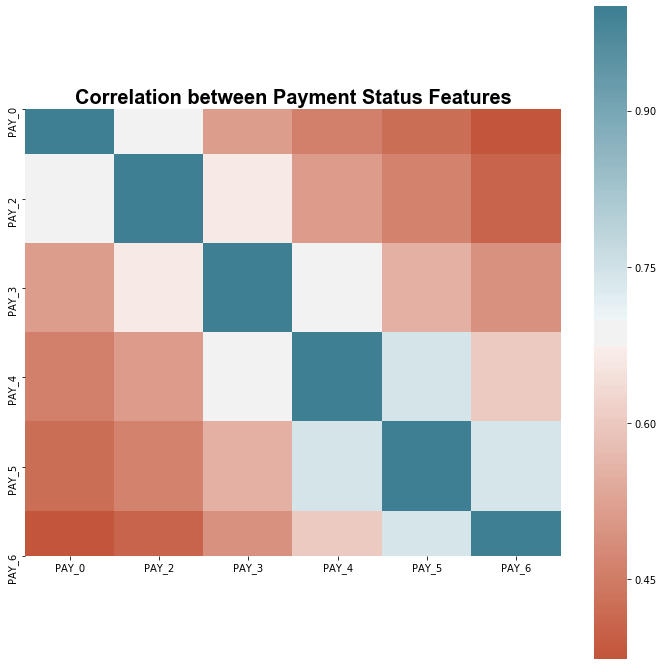 Correlation between Payment Status Features
PAY_0
PAY_2
PAY_3
PAY_4
PAY_5
PAY_6
PAY_0 PAY_2 PAY_3 PAY_4 PAY_5 PAY_6
0.90
0.75
0.60
0.45